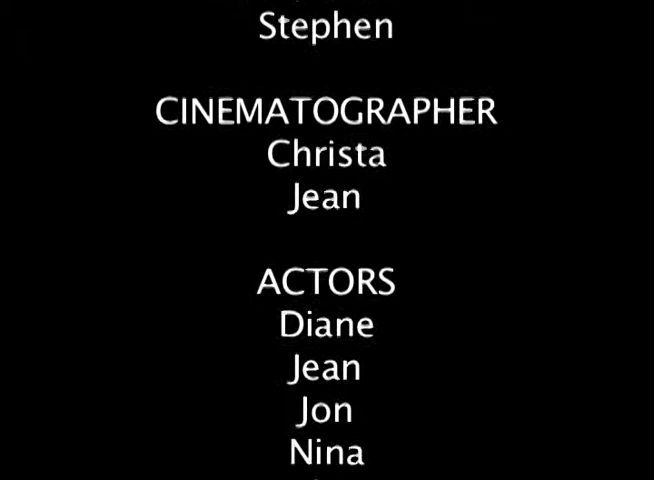 Stephen
CINEMATOGRAPHER
Christa
Jean
ACTORS
Diane
Jean
Jon
Nina